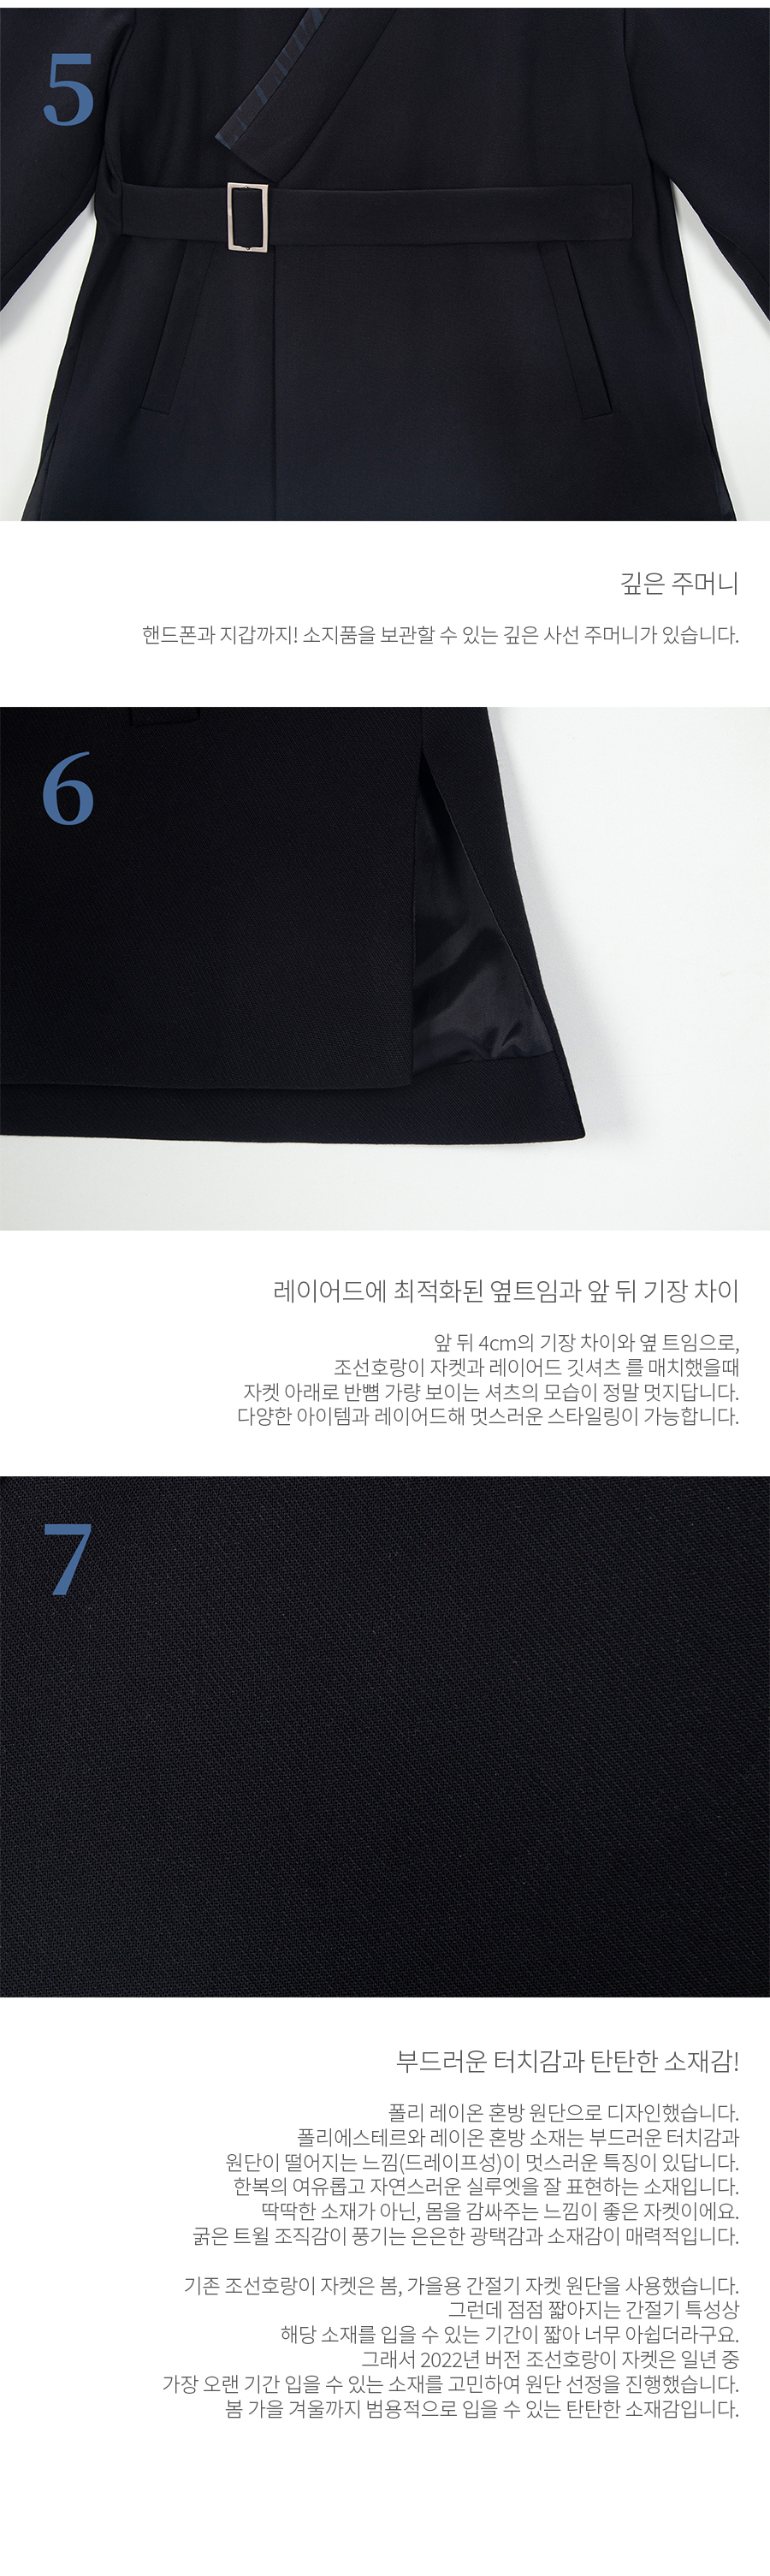 5
깊은 주머니
핸드폰과 지갑까지! 소지품을 보관할 수 있는 깊은 사선 주머니가 있습니다.
6
레이어드에 최적화된 옆트임과 앞 뒤 기장 차이
앞 뒤 4cm의 기장 차이와 옆 트임으로,
조선호랑이 자켓과 레이어드 깃셔츠 를 매치했을때
자켓 아래로 반뼘 가량 보이는 셔츠의 모습이 정말 멋지답니다.
다양한 아이템과 레이어드해 멋스러운 스타일링이 가능합니다.
7
부드러운 터치감과 탄탄한 소재감!
폴리 레이온 혼방 원단으로 디자인했습니다.
폴리에스테르와 레이온 혼방 소재는 부드러운 터치감과
원단이 떨어지는 느낌(드레이프성)이 멋스러운 특징이 있답니다.
한복의 여유롭고 자연스러운 실루엣을 잘 표현하는 소재입니다.
딱딱한 소재가 아닌, 몸을 감싸주는 느낌이 좋은 자켓이에요.
굵은 트윌 조직감이 풍기는 은은한 광택감과 소재감이 매력적입니다.
기존 조선호랑이 자켓은 봄, 가을용 간절기 자켓 원단을 사용했습니다.
그런데 점점 짧아지는 간절기 특성상
해당 소재를 입을 수 있는 기간이 짧아 너무 아쉽더라구요.
그래서 2022년 버전 조선호랑이 자켓은 일년 중
가장 오랜 기간 입을 수 있는 소재를 고민하여 원단 선정을 진행했습니다.
봄 가을 겨울까지 범용적으로 입을 수 있는 탄탄한 소재감입니다.